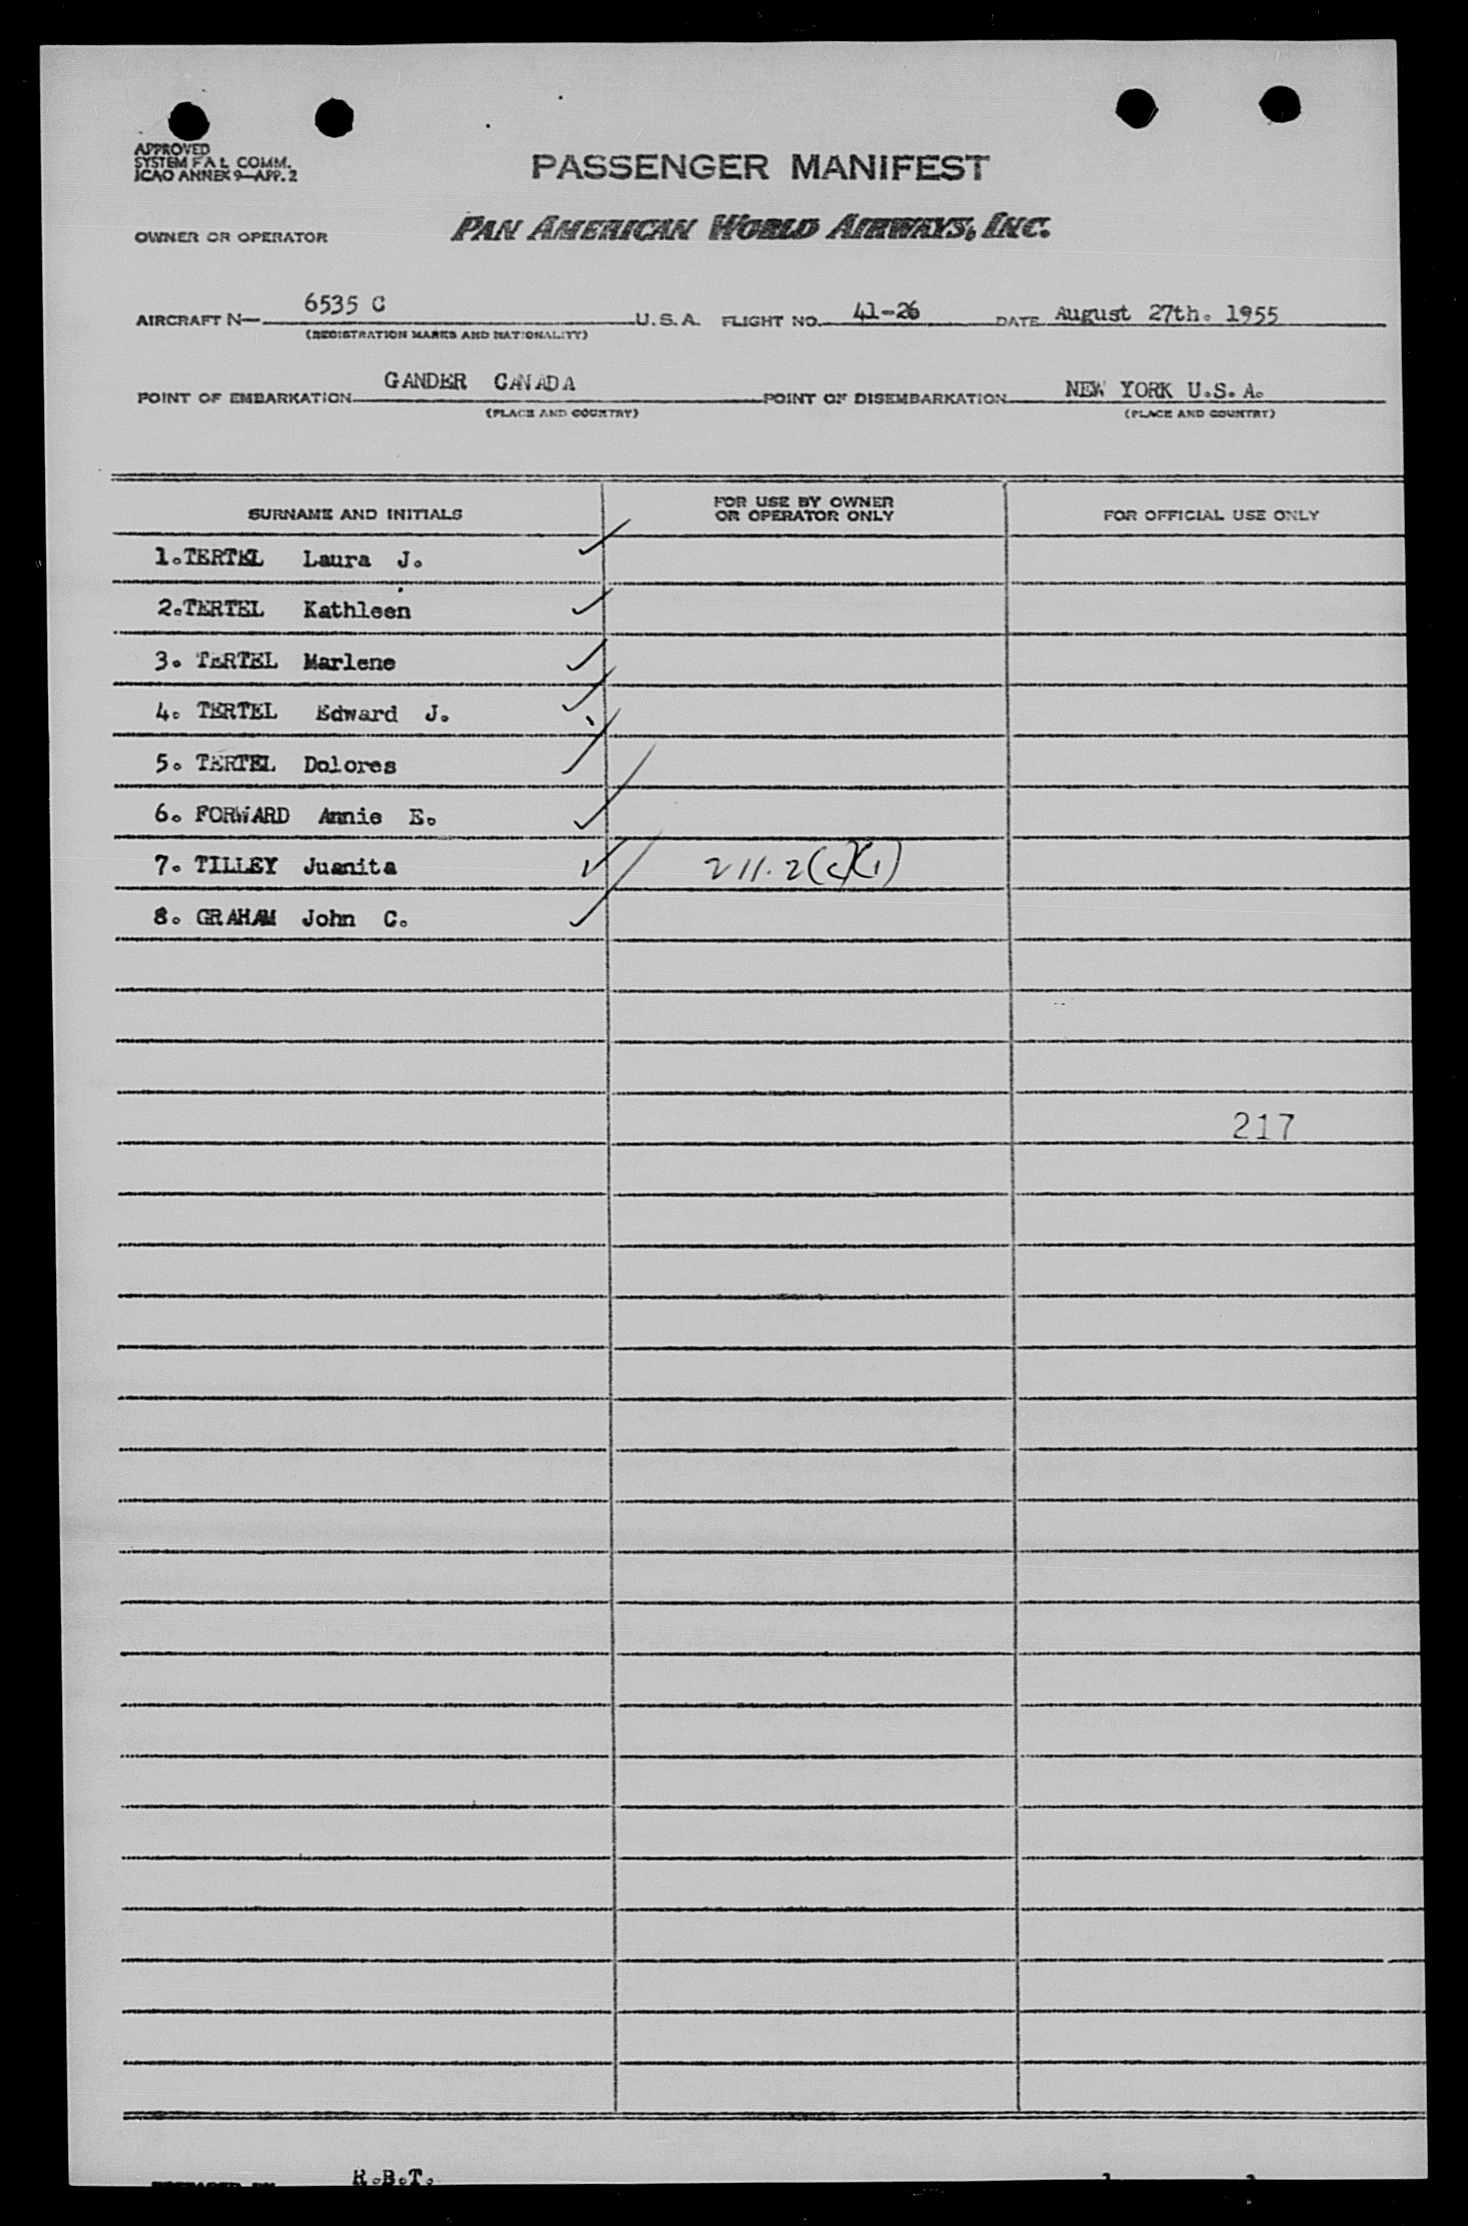 APPROVED
SYSTEM F A L COMM.
ICAO ANNEX 9—APP. 2
PASSENGER MANIFEST
OWNER OR OPERATOR PAN AMERICAN WORLD AIRWAYS, INC.
AIRCRAFT N— 6535 C U.S.A. FLIGHT NO. 41-26 DATE August 27th. 1955
(REGISTRATION MARKS AND NATIONALITY)
POINT OF EMBARKATION GANDER CANADA POINT OF DISEMBARKATION NEW YORK U.S.A.
(PLACE AND COUNTRY) (PLACE AND COUNTRY)
SURNAME AND INITIALS FOR USE BY OWNER OR OPERATOR ONLY FOR OFFICIAL USE ONLY
1. TERTEL Laura J.
2. TERTEL Kathleen
3. TERTEL Marlene
4. TERTEL Edward J.
5. TERTEL Dolores
6. FORWARD Annie E.
7. TILLEY Juanita 211.2(c)(1)
8. GRAHAM John C.
217
R.B.T.